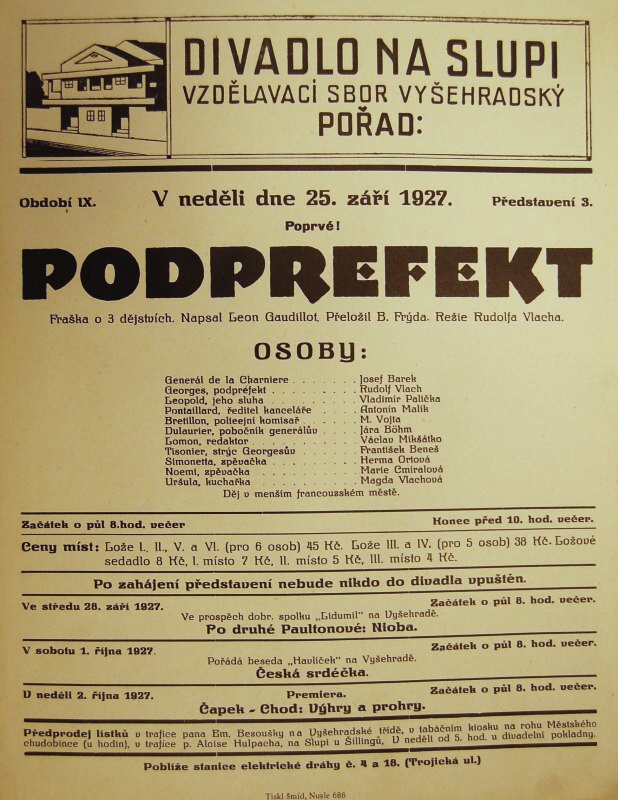 DIVADLO NA SLUPI
VZDĚLAVACÍ SBOR VYŠEHRADSKÝ
POŘAD:
Období IX. V neděli dne 25. září 1927. Představení 3.
Poprvé!
PODPREFEKT
Fraška o 3 dějstvích. Napsal Leon Gaudillot, Přeložil B. Frýda. Režie Rudolfa Vlacha.
OSOBY:
Generál de la Charniere . . . . . . . Josef Barek
Georges, podpréfekt . . . . . . . . Rudolf Vlach
Leopold, jeho sluha . . . . . . . . Vladimír Palička
Pontaillard, ředitel kanceláře . . . . . Antonín Malík
Bretillon, policejní komisař . . . . . . M. Vojta
Dulaurier, pobočník generálův . . . . . Jára Böhm
Lomon, redaktor . . . . . . . . . Václav Mikšátko
Tisonier, strýc Georgesův . . . . . . František Beneš
Simonetta, zpěvačka . . . . . . . . Herma Ortová
Noemi, zpěvačka . . . . . . . . . Marie Cmíralová
Uršula, kuchařka . . . . . . . . . Magda Vlachová
Děj v menším francouzském městě.
Začátek o půl 8.hod. večer Konec před 10. hod. večer.
Ceny míst: Lože I., II., V. a VI. (pro 6 osob) 45 Kč. Lože III. a IV. (pro 5 osob) 38 Kč. Ložové
sedadlo 8 Kč, I. místo 7 Kč, II. místo 5 Kč, III. místo 4 Kč.
Po zahájení představení nebude nikdo do divadla vpuštěn.
Ve středu 28. září 1927. Začátek o půl 8. hod. večer.
Ve prospěch dobr. spolku „Lidumil" na Vyšehradě.
Po druhé Paultonové: Nioba.
V sobotu 1. října 1927. Začátek o půl 8. hod. večer.
Pořádá beseda „Havlíček" na Vyšehradě.
Česká srdéčka.
V neděli 2. října 1927. Premiera. Začátek o půl 8. hod. večer.
Čapek - Chod: Výhry a prohry.
Předprodej lístků v trafice pana Em. Bezoušky na Vyšehradské třídě, v tabáčním kiosku na rohu Městského
chudobince (u hodin), v trafice p. Aloise Hulpacha, na Slupi u Šillingů, V neděli od 5. hod. u divadelní pokladny.
Poblíže stanice elektrické dráhy č. 4 a 18. (Trojická ul.)
Tiskl Šmíd, Nusle 686